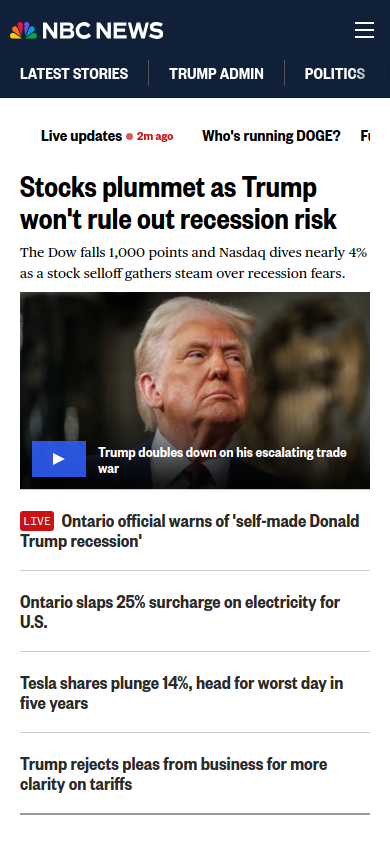 NBC NEWS
LATEST STORIES
TRUMP ADMIN
POLITICS
Live updates 2m ago
Who's running DOGE?
Stocks plummet as Trump
won't rule out recession risk
The Dow falls 1,000 points and Nasdaq dives nearly 4%
as a stock selloff gathers steam over recession fears.
Trump doubles down on his escalating trade
war
LIVE Ontario official warns of 'self-made Donald
Trump recession'
Ontario slaps 25% surcharge on electricity for
U.S.
Tesla shares plunge 14%, head for worst day in
five years
Trump rejects pleas from business for more
clarity on tariffs